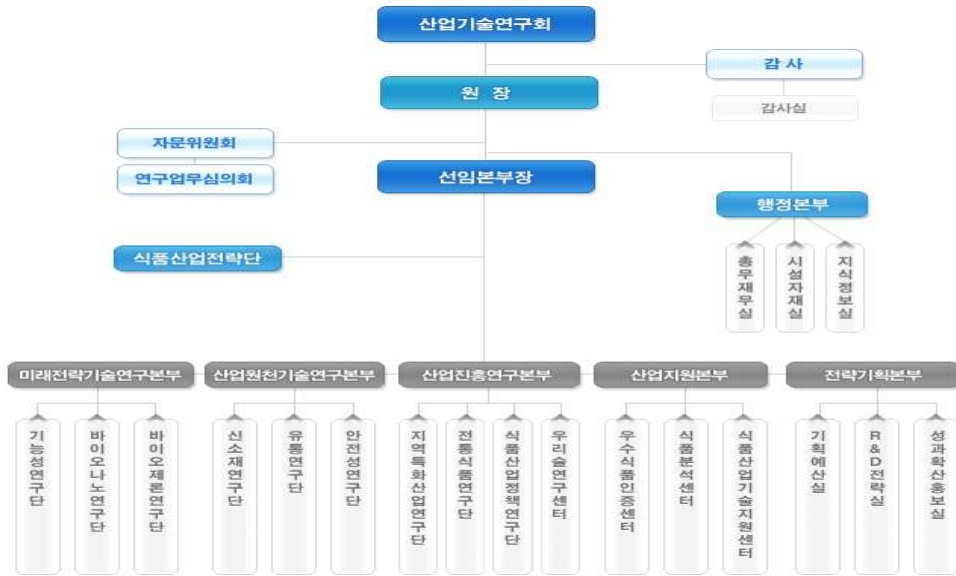 산업기술연구회
감 사
원 장
감사실
자문위원회
선임본부장
연구업무심의회
행정본부
식품산업전략단
총무재무실
시설자재실
지식정보실
미래전략기술연구본부
산업원천기술연구본부
산업진흥연구본부
산업지원본부
전략기획본부
기능성연구단
바이오나노연구단
바이오제론연구단
신소재연구단
유통연구단
안전성연구단
지역특화산업연구단
전통식품연구단
식품산업정책연구단
우리술연구센터
우수식품인증센터
식품분석센터
식품산업기술지원센터
기획예산실
R&D전략실
성과확산홍보실